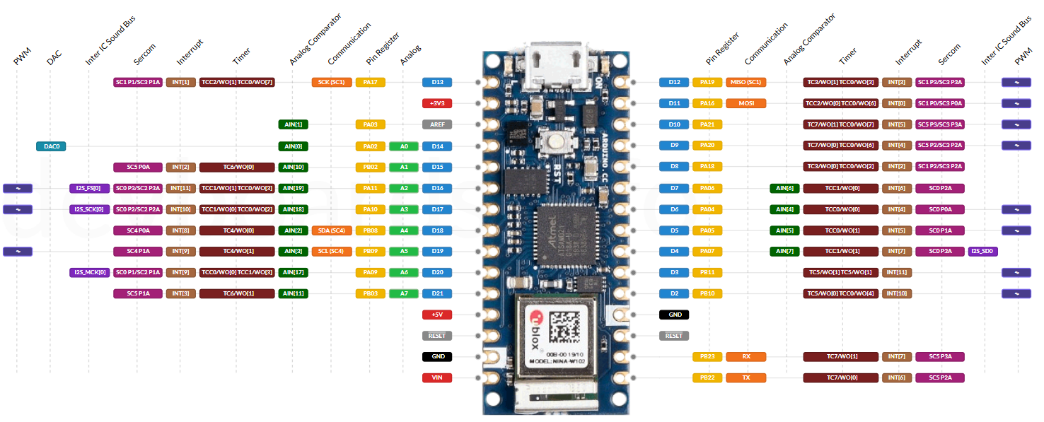 PWM DAC Inter IC Sound Bus Sercom Interrupt Timer Analog Comparator Communication Pin Register Analog
Pin Register Communication Analog Comparator Timer Interrupt Sercom Inter IC Sound Bus PWM
SC1 P1/SC3 P1A INT[1] TCC2/WO[1] TCC0/WO[7] SCK (SC1) PA17 D13
+3V3
AIN[1] PA03 AREF
DAC0 AIN[0] PA02 A0 D14
SC5 P0A INT[2] TC6/WO[0] AIN[10] PB02 A1 D15
~ I2S_FS[0] SC0 P3/SC2 P3A INT[11] TCC1/WO[1] TCC0/WO[3] AIN[19] PA11 A2 D16
~ I2S_SCK[0] SC0 P2/SC2 P2A INT[10] TCC1/WO[0] TCC0/WO[2] AIN[18] PA10 A3 D17
SC4 P0A INT[8] TC4/WO[0] AIN[2] SDA (SC4) PB08 A4 D18
~ SC4 P1A INT[9] TC4/WO[1] AIN[3] SCL (SC4) PB09 A5 D19
I2S_MCK[0] SC0 P1/SC2 P1A INT[9] TCC0/WO[0] TCC1/WO[3] AIN[17] PA09 A6 D20
SC5 P1A INT[3] TC6/WO[1] AIN[11] PB03 A7 D21
+5V
RESET
GND
VIN
L
ON
ARDUINO.CC
RST
Atmel
u-blox
00B-00 19/10
MODEL: NINA-W102
D12 PA19 MISO (SC1) TC3/WO[1] TCC0/WO[3] INT[3] SC1 P3/SC3 P3A ~
D11 PA16 MOSI TCC2/WO[0] TCC0/WO[6] INT[0] SC1 P0/SC3 P0A ~
D10 PA21 TC7/WO[1] TCC0/WO[7] INT[5] SC5 P3/SC3 P3A ~
D9 PA20 TC7/WO[0] TCC0/WO[6] INT[4] SC5 P2/SC3 P2A ~
D8 PA18 TC3/WO[0] TCC0/WO[2] INT[2] SC1 P2/SC3 P2A
D7 PA06 AIN[6] TCC1/WO[0] INT[6] SC0 P2A
D6 PA04 AIN[4] TCC0/WO[0] INT[4] SC0 P0A ~
D5 PA05 AIN[5] TCC0/WO[1] INT[5] SC0 P1A ~
D4 PA07 AIN[7] TCC1/WO[1] INT[7] SC0 P3A I2S_SD0
D3 PB11 TC5/WO[1] TC5/WO[1] INT[11] ~
D2 PB10 TC5/WO[0] TCC0/WO[4] INT[10] ~
GND
RESET
PB23 RX TC7/WO[1] INT[7] SC5 P3A
PB22 TX TC7/WO[0] INT[6] SC5 P2A